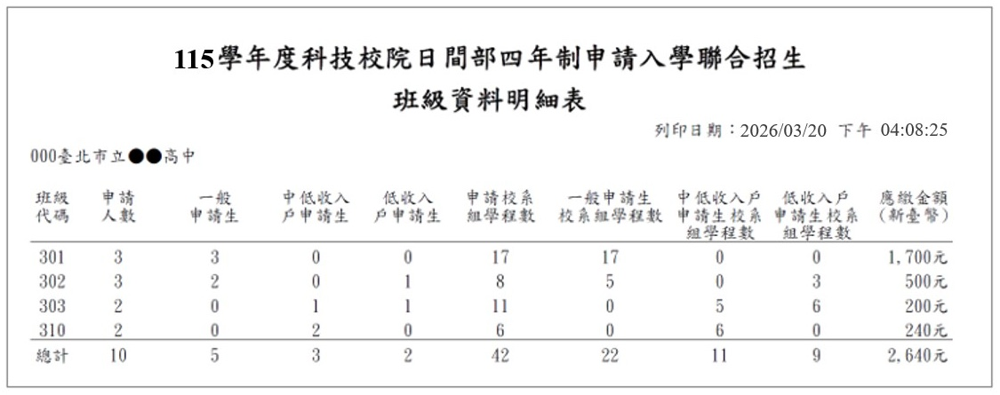 115學年度科技校院日間部四年制申請入學聯合招生
班級資料明細表
列印日期：2026/03/20 下午 04:08:25
000臺北市立●●高中
班級代碼 申請人數 一般申請生 中低收入戶申請生 低收入戶申請生 申請校系組學程數 一般申請生校系組學程數 中低收入戶申請生校系組學程數 低收入戶申請生校系組學程數 應繳金額(新臺幣)
301 3 3 0 0 17 17 0 0 1,700元
302 3 2 0 1 8 5 0 3 500元
303 2 0 1 1 11 0 5 6 200元
310 2 0 2 0 6 0 6 0 240元
總計 10 5 3 2 42 22 11 9 2,640元